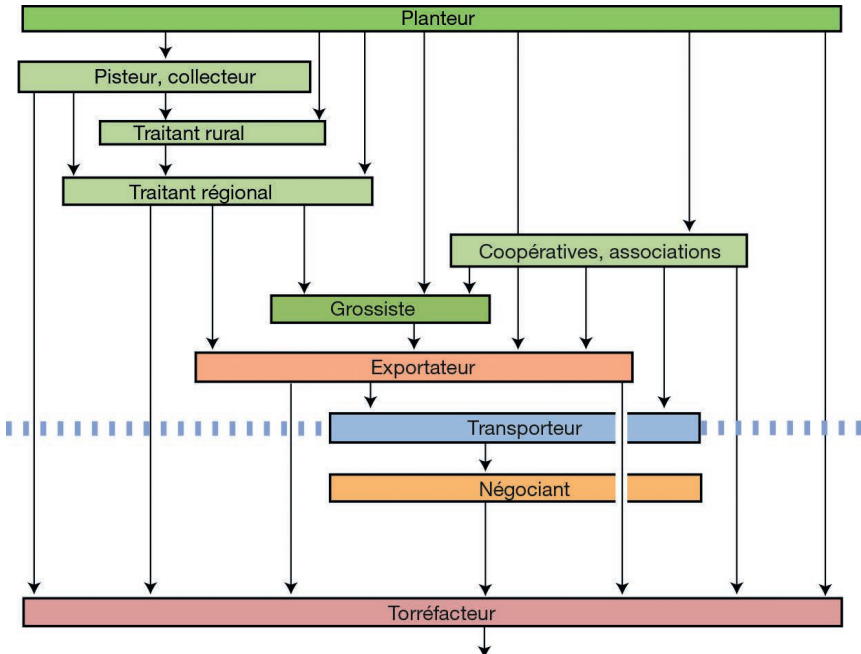 Planteur
Pisteur, collecteur
Traitant rural
Traitant régional
Coopératives, associations
Grossiste
Exportateur
Transporteur
Négociant
Torréfacteur